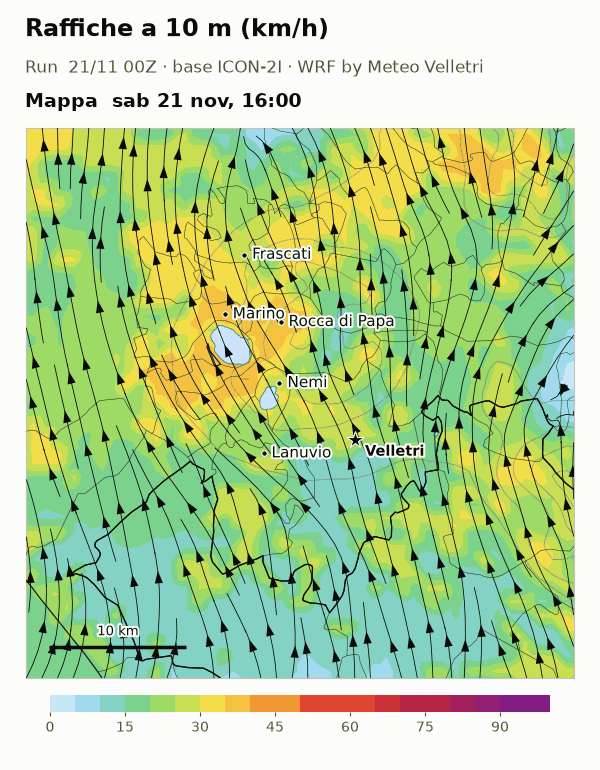 Raffiche a 10 m (km/h)
Run  21/11 00Z · base ICON-2I · WRF by Meteo Velletri
Mappa  sab 21 nov, 16:00
Frascati
Marino
Rocca di Papa
Nemi
Velletri
Lanuvio
10 km
0 15 30 45 60 75 90